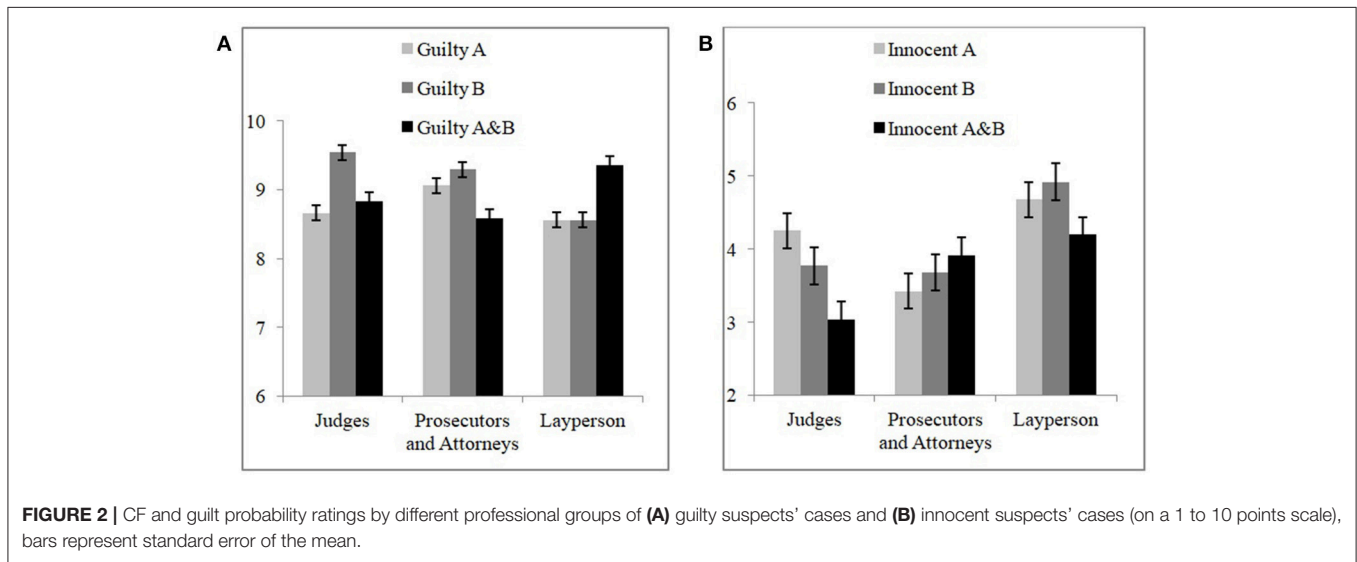 A
Guilty A
Guilty B
Guilty A&B
10
9
8
7
6
Judges
Prosecutors
and Attorneys
Layperson
B
Innocent A
Innocent B
Innocent A&B
6
5
4
3
2
Judges
Prosecutors
and Attorneys
Layperson
FIGURE 2 | CF and guilt probability ratings by different professional groups of (A) guilty suspects’ cases and (B) innocent suspects’ cases (on a 1 to 10 points scale),
bars represent standard error of the mean.